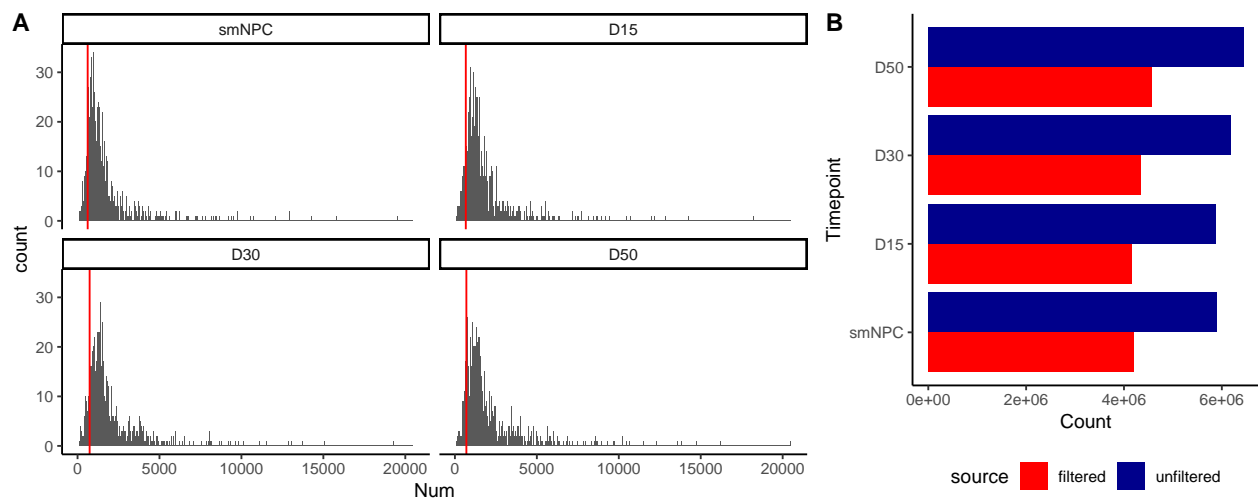 A
smNPC
D15
30
20
10
0
D30
D50
30
20
10
0
count
0
5000
10000
15000
20000
0
5000
10000
15000
20000
Num
B
D50
D30
D15
smNPC
Timepoint
0e+00
2e+06
4e+06
6e+06
Count
source
filtered
unfiltered